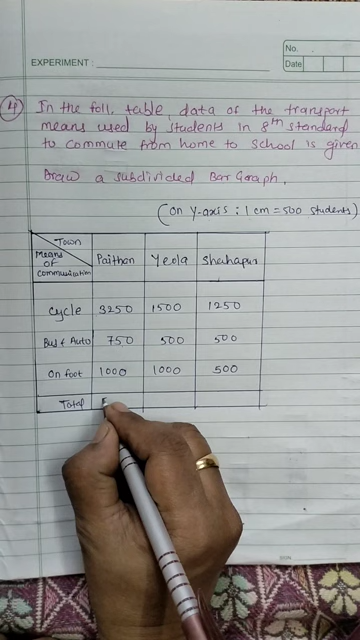 No.
EXPERIMENT :
Date
4) In the foll. table, data of the transport
means used by students in 8th standard
to commute from home to school is given
Draw a subdivided Bar Graph.
(on Y-axis : 1 cm = 500 students)
Town
Means of Communication
Paithan Yeola Shahapur
Cycle 3250 1500 1250
Bus & Auto 750 500 500
On foot 1000 1000 500
Total